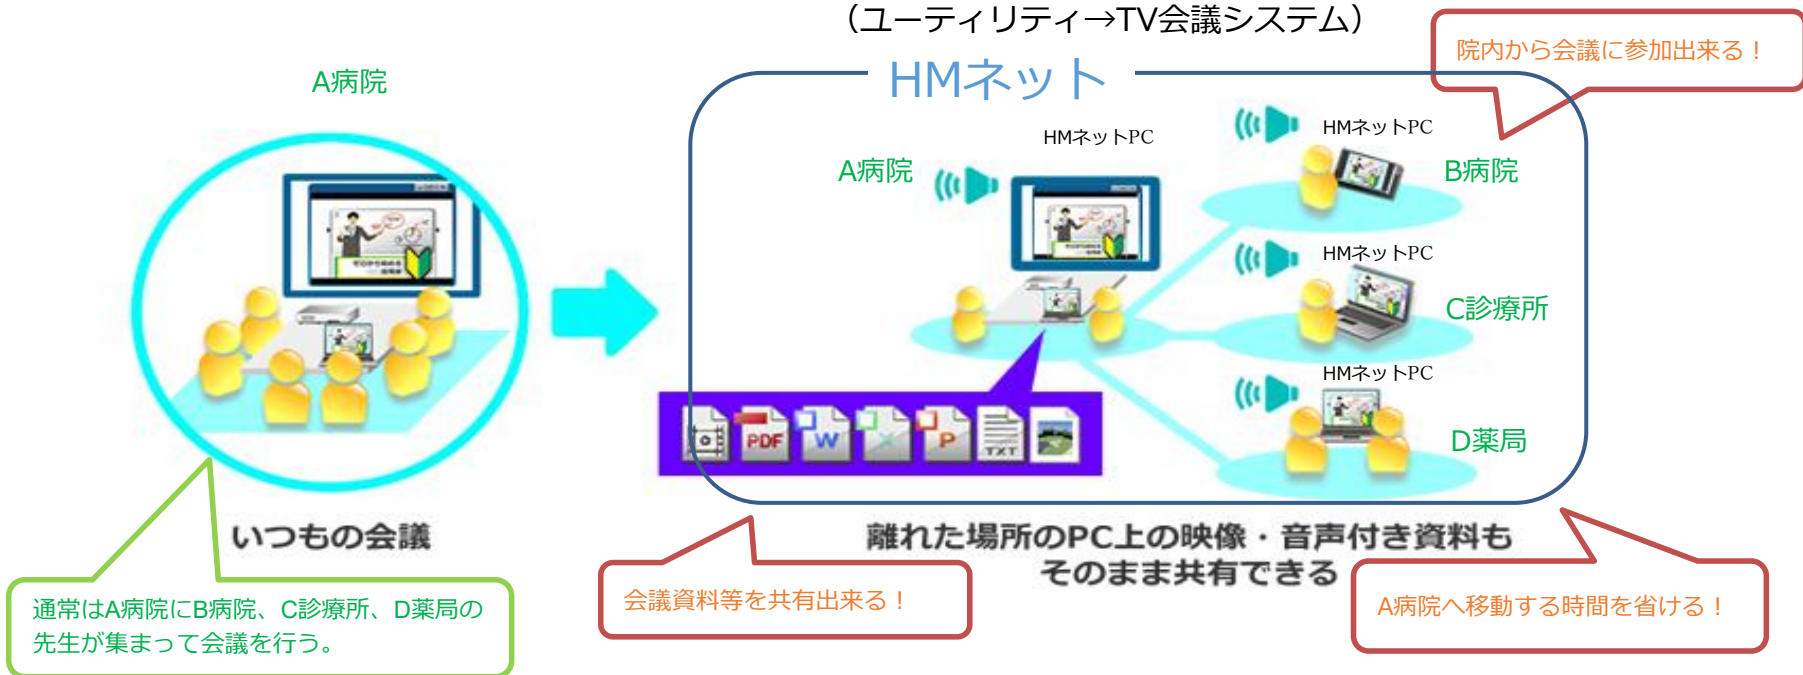 (ユーティリティ→TV会議システム)
院内から会議に参加出来る！
A病院
HMネット
HMネットPC
A病院
HMネットPC
B病院
HMネットPC
C診療所
HMネットPC
D薬局
PDF
W
X
P
TXT
いつもの会議
離れた場所のPC上の映像・音声付き資料も
そのまま共有できる
通常はA病院にB病院、C診療所、D薬局の
先生が集まって会議を行う。
会議資料等を共有出来る！
A病院へ移動する時間を省ける！